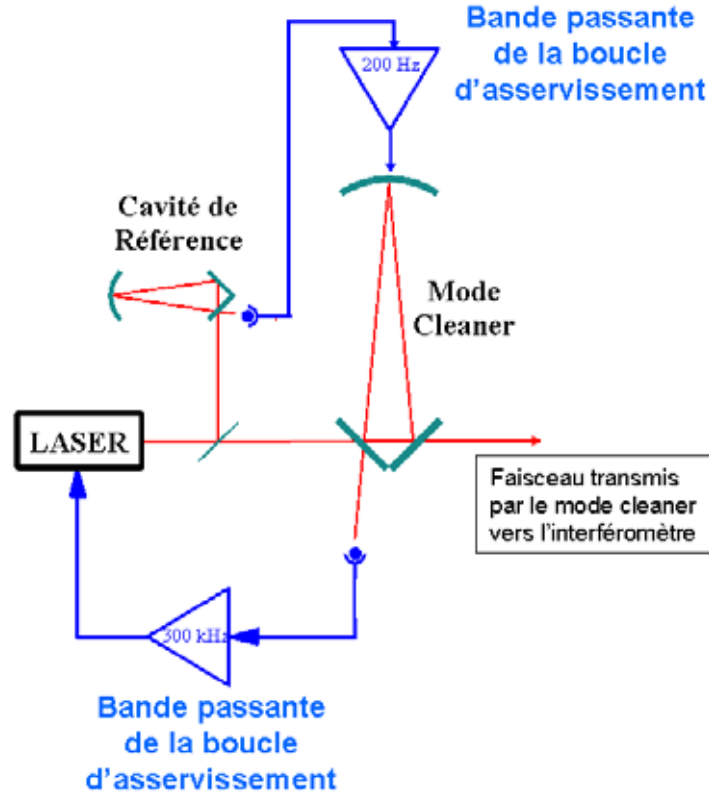 Bande passante
de la boucle
d'asservissement
200 Hz
Cavité de
Référence
Mode
Cleaner
LASER
Faisceau transmis
par le mode cleaner
vers l'interféromètre
300 kHz
Bande passante
de la boucle
d'asservissement